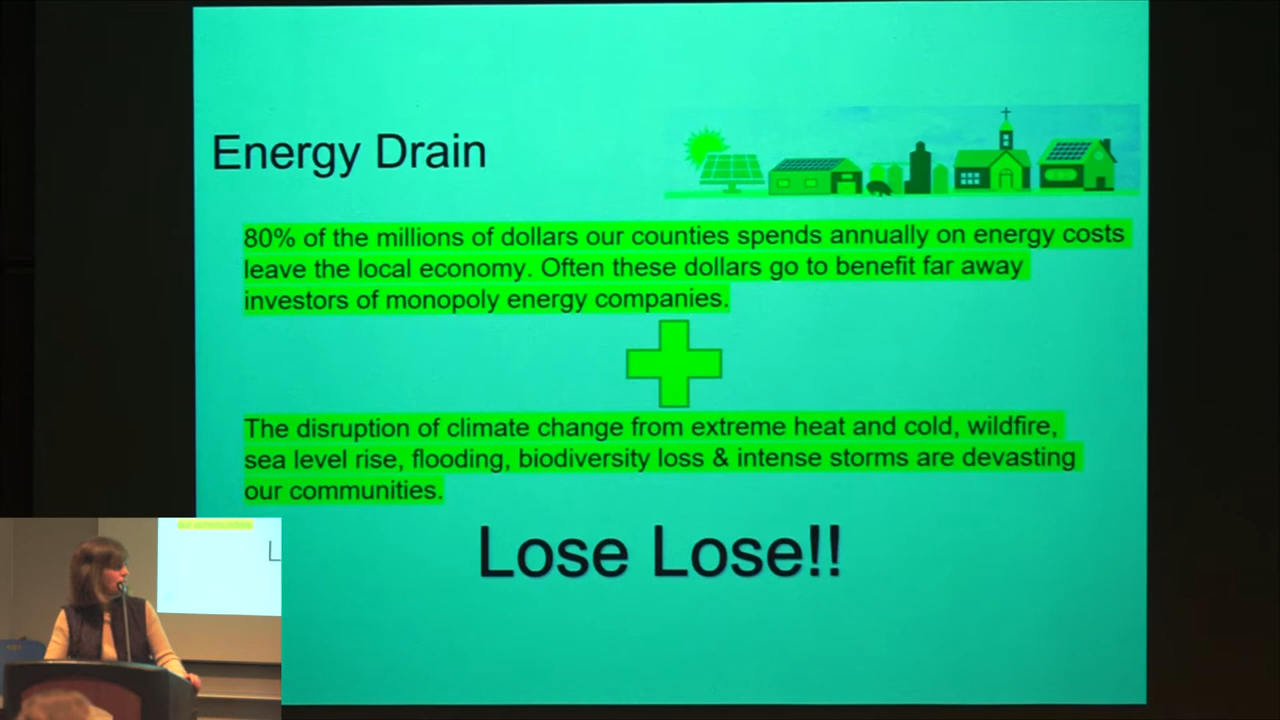 Energy Drain
80% of the millions of dollars our counties spends annually on energy costs
leave the local economy. Often these dollars go to benefit far away
investors of monopoly energy companies.
The disruption of climate change from extreme heat and cold, wildfire,
sea level rise, flooding, biodiversity loss & intense storms are devasting
our communities.
Lose Lose!!
L